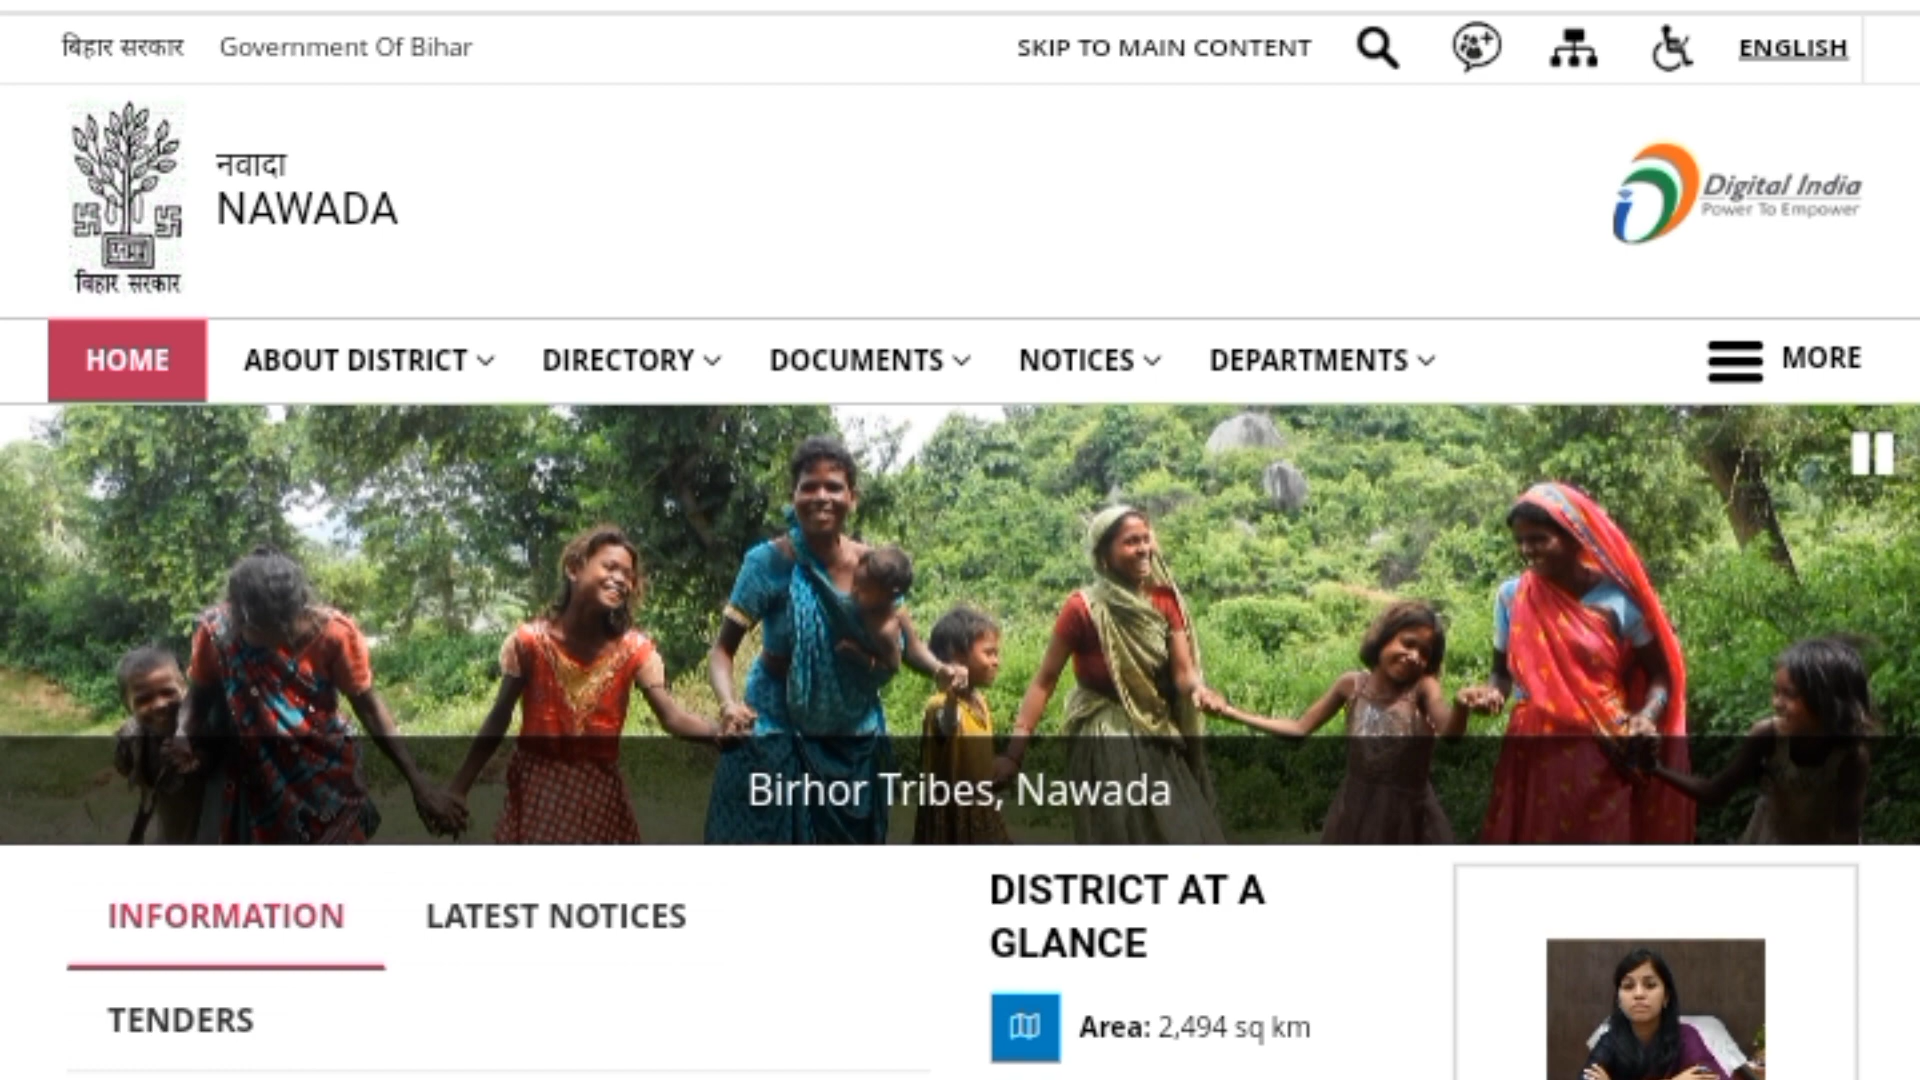 बिहार सरकार Government Of Bihar SKIP TO MAIN CONTENT ENGLISH
बिहार सरकार
नवादा
NAWADA
Digital India
Power To Empower
HOME ABOUT DISTRICT DIRECTORY DOCUMENTS NOTICES DEPARTMENTS MORE
Birhor Tribes, Nawada
INFORMATION LATEST NOTICES
TENDERS
DISTRICT AT A
GLANCE
Area: 2,494 sq km